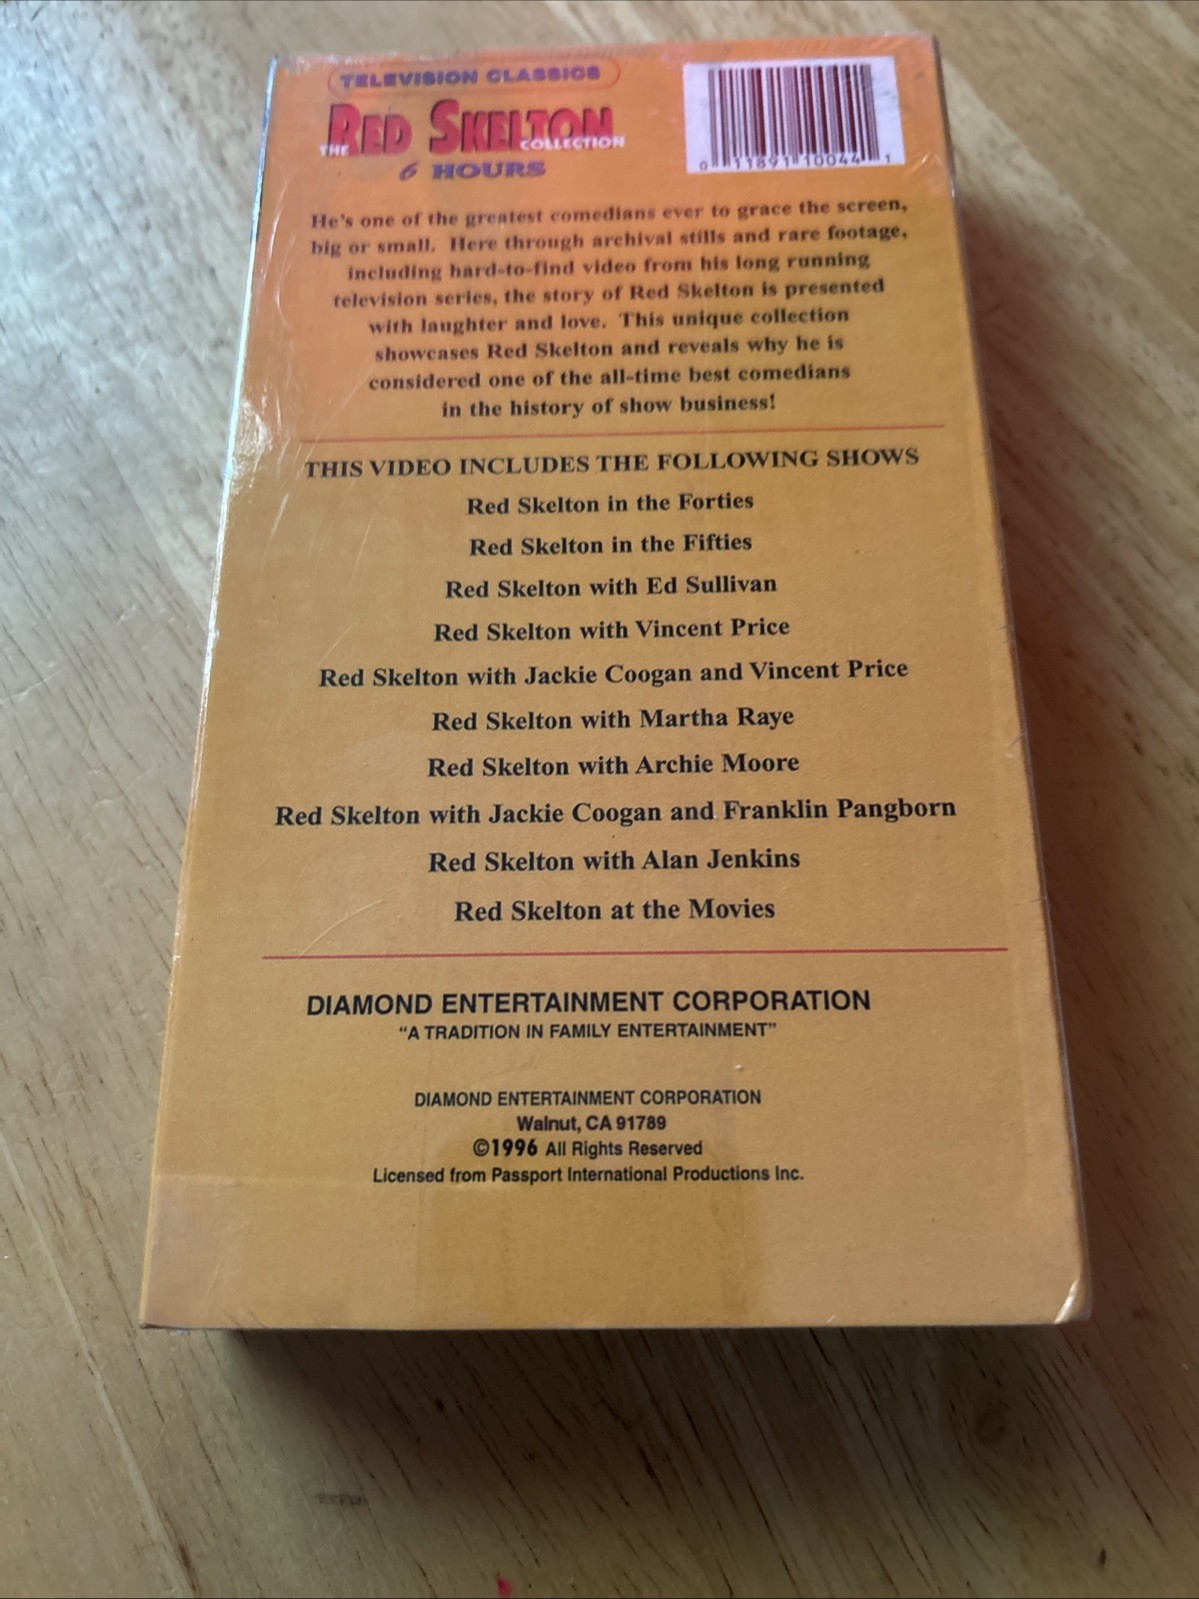 TELEVISION CLASSICS
THE RED SKELTON COLLECTION
6 HOURS
0 11891 10044 1
He's one of the greatest comedians ever to grace the screen,
big or small. Here through archival stills and rare footage,
including hard-to-find video from his long running
television series, the story of Red Skelton is presented
with laughter and love. This unique collection
showcases Red Skelton and reveals why he is
considered one of the all-time best comedians
in the history of show business!
THIS VIDEO INCLUDES THE FOLLOWING SHOWS
Red Skelton in the Forties
Red Skelton in the Fifties
Red Skelton with Ed Sullivan
Red Skelton with Vincent Price
Red Skelton with Jackie Coogan and Vincent Price
Red Skelton with Martha Raye
Red Skelton with Archie Moore
Red Skelton with Jackie Coogan and Franklin Pangborn
Red Skelton with Alan Jenkins
Red Skelton at the Movies
DIAMOND ENTERTAINMENT CORPORATION
“A TRADITION IN FAMILY ENTERTAINMENT”
DIAMOND ENTERTAINMENT CORPORATION
Walnut, CA 91789
©1996 All Rights Reserved
Licensed from Passport International Productions Inc.